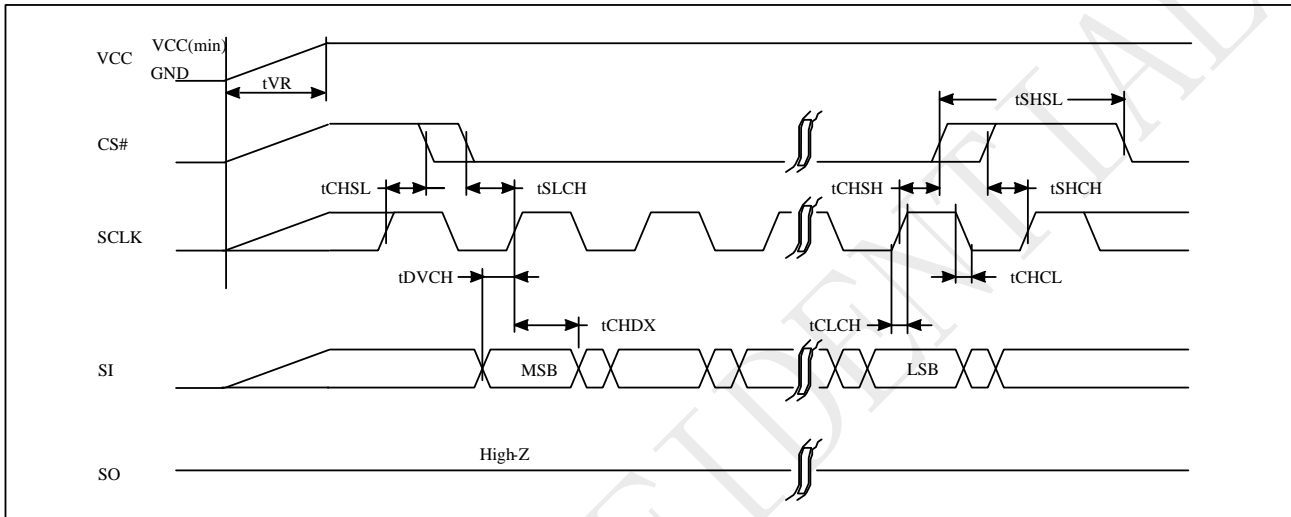 VCC(min)
VCC
GND
tVR
tSHSL
CS#
tCHSL
tSLCH
tCHSH
tSHCH
SCLK
tDVCH
tCHCL
tCHDX
tCLCH
SI
MSB
LSB
High-Z
SO